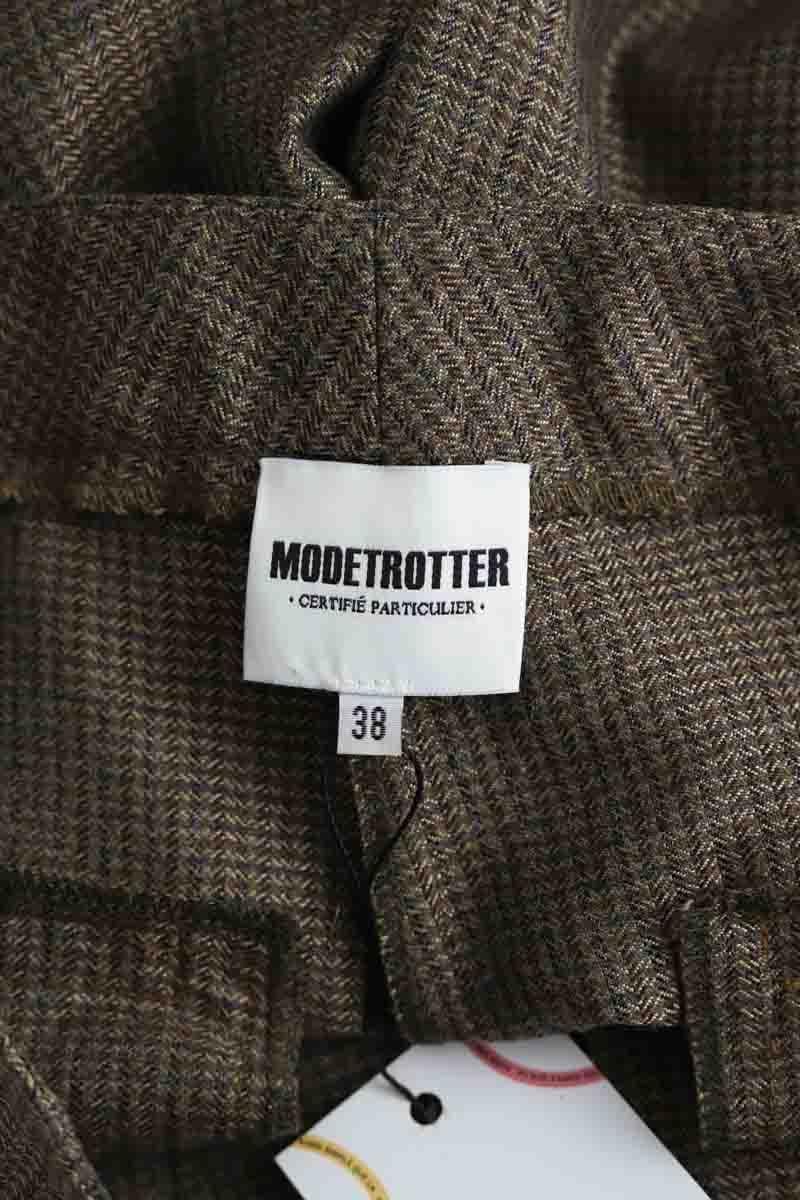 MODETROTTER
• CERTIFIÉ PARTICULIER •
38